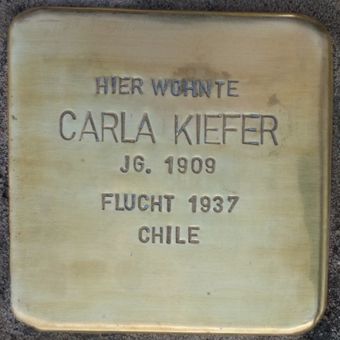 HIER WOHNTE
CARLA KIEFER
JG. 1909
FLUCHT 1937
CHILE